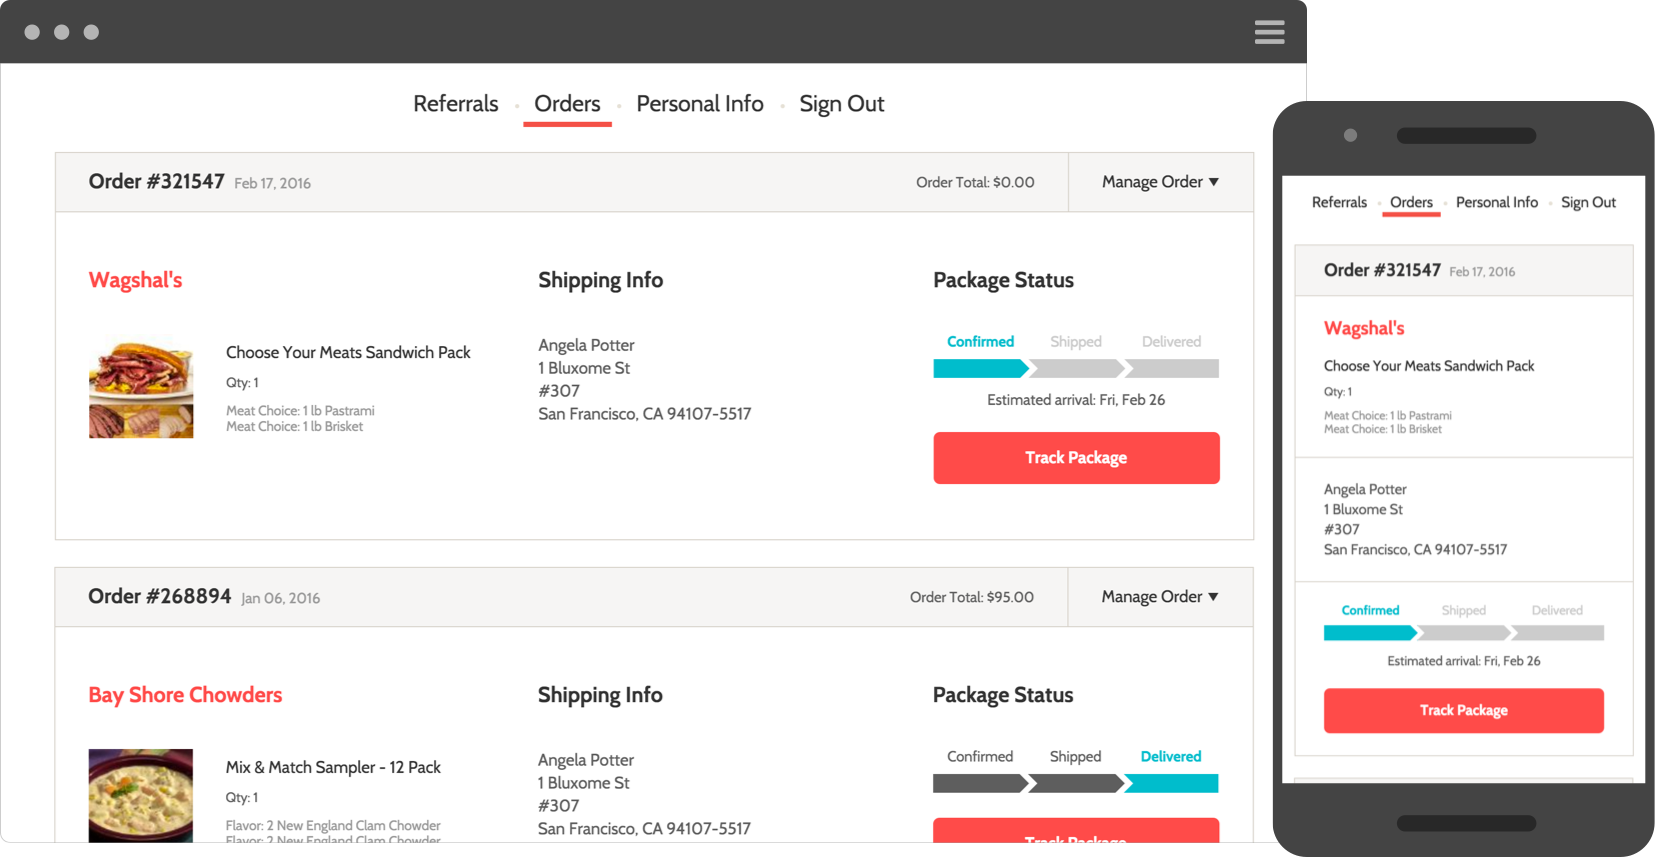 Referrals • Orders • Personal Info • Sign Out
Order #321547 Feb 17, 2016 Order Total: $0.00 Manage Order ▼
Wagshal's
Choose Your Meats Sandwich Pack
Qty: 1
Meat Choice: 1 lb Pastrami
Meat Choice: 1 lb Brisket
Shipping Info
Angela Potter
1 Bluxome St
#307
San Francisco, CA 94107-5517
Package Status
Confirmed Shipped Delivered
Estimated arrival: Fri, Feb 26
Track Package
Order #268894 Jan 06, 2016 Order Total: $95.00 Manage Order ▼
Bay Shore Chowders
Mix & Match Sampler - 12 Pack
Qty: 1
Flavor: 2 New England Clam Chowder
Flavor: 2 New England Clam Chowder
Shipping Info
Angela Potter
1 Bluxome St
#307
San Francisco, CA 94107-5517
Package Status
Confirmed Shipped Delivered
Track Package
Referrals • Orders • Personal Info • Sign Out
Order #321547 Feb 17, 2016
Wagshal's
Choose Your Meats Sandwich Pack
Qty: 1
Meat Choice: 1 lb Pastrami
Meat Choice: 1 lb Brisket
Angela Potter
1 Bluxome St
#307
San Francisco, CA 94107-5517
Confirmed Shipped Delivered
Estimated arrival: Fri, Feb 26
Track Package